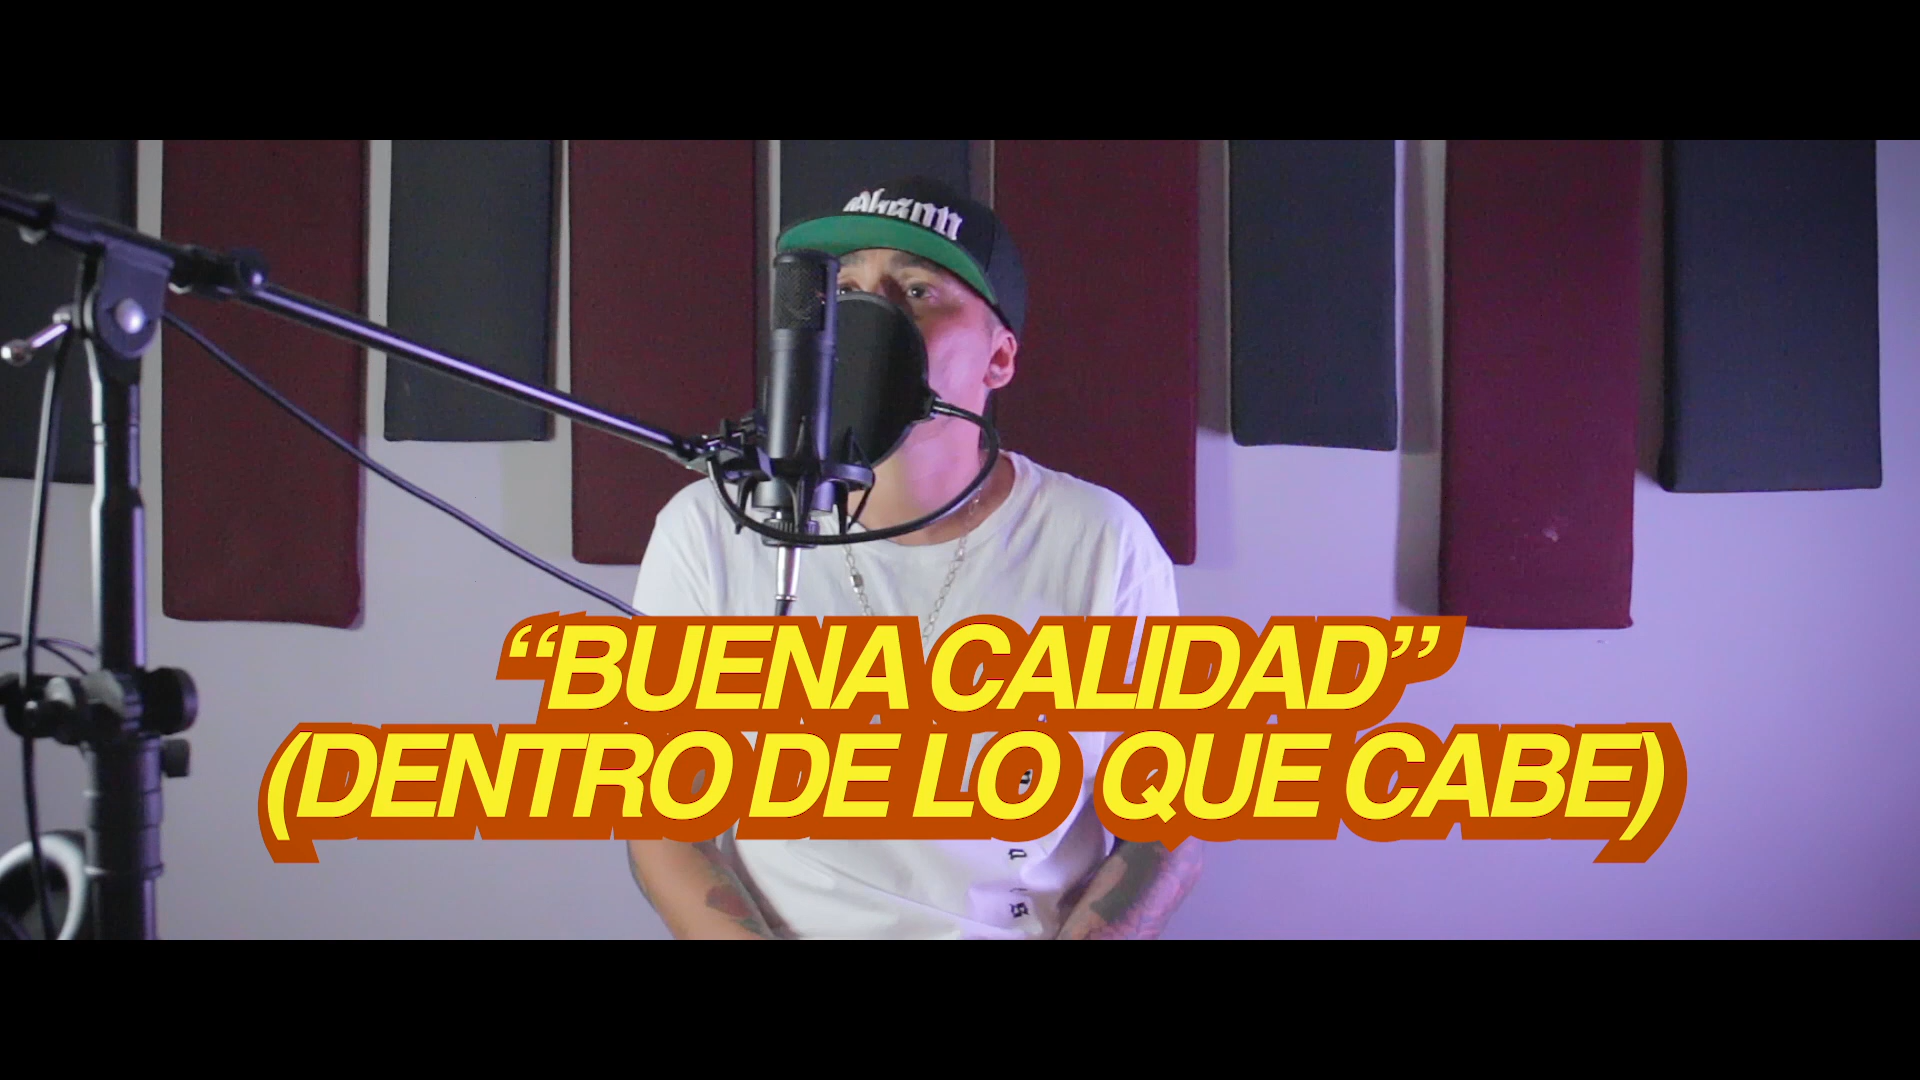 “BUENA CALIDAD”
(DENTRO DE LO QUE CABE)